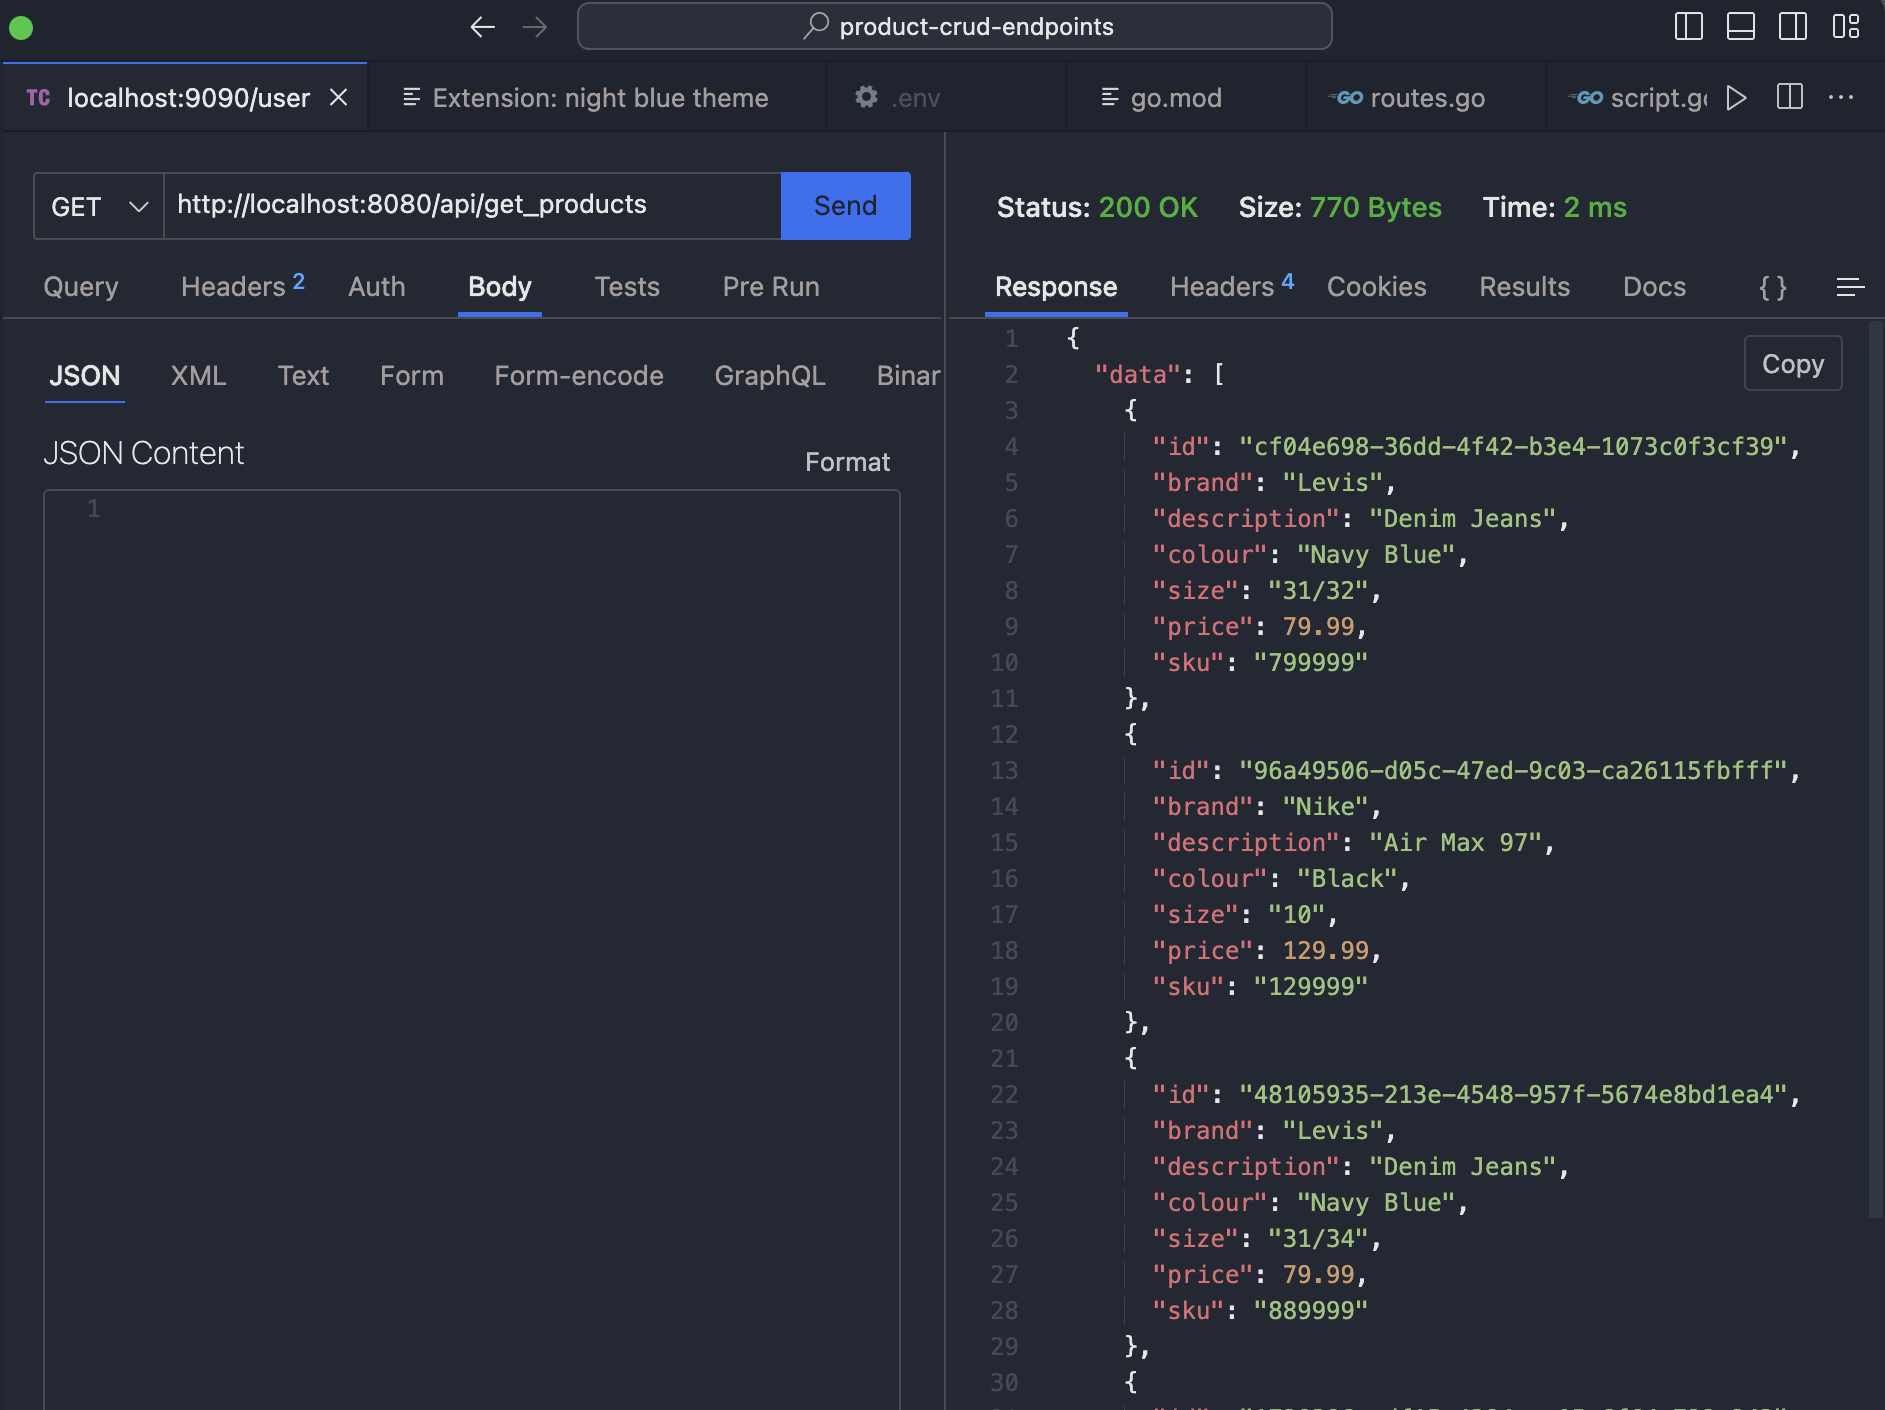 product-crud-endpoints
TC localhost:9090/user Extension: night blue theme .env go.mod GO routes.go GO
GET http://localhost:8080/api/get_products Send
Query Headers 2 Auth Body Tests Pre Run
JSON XML Text Form Form-encode GraphQL
JSON Content
Format
1
Status: 200 OK Size: 770 Bytes Time: 2 ms
Response Headers 4 Cookies Results Docs {}
Copy
1 {
2 "data": [
3 {
4 "id": "cf04e698-36dd-4f42-b3e4-1073c0f3cf39",
5 "brand": "Levis",
6 "description": "Denim Jeans",
7 "colour": "Navy Blue",
8 "size": "31/32",
9 "price": 79.99,
10 "sku": "799999"
11 },
12 {
13 "id": "96a49506-d05c-47ed-9c03-ca26115fbfff",
14 "brand": "Nike",
15 "description": "Air Max 97",
16 "colour": "Black",
17 "size": "10",
18 "price": 129.99,
19 "sku": "129999"
20 },
21 {
22 "id": "48105935-213e-4548-957f-5674e8bd1ea4",
23 "brand": "Levis",
24 "description": "Denim Jeans",
25 "colour": "Navy Blue",
26 "size": "31/34",
27 "price": 79.99,
28 "sku": "889999"
29 },
30 {